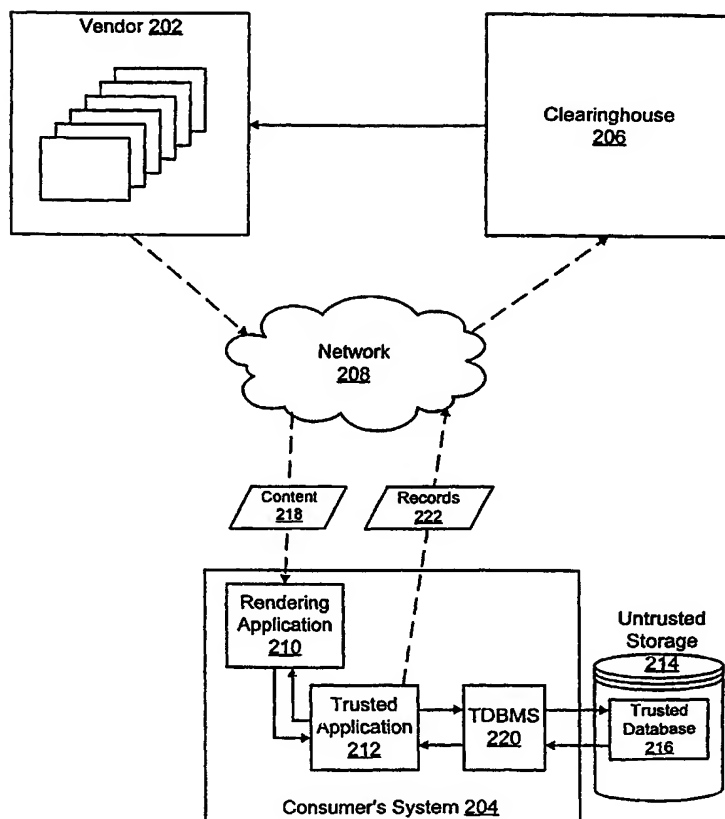 Vendor 202
Clearinghouse
206
Network
208
Content
218
Records
222
Rendering
Application
210
Trusted
Application
212
TDBMS
220
Untrusted
Storage
214
Trusted
Database
216
Consumer's System 204